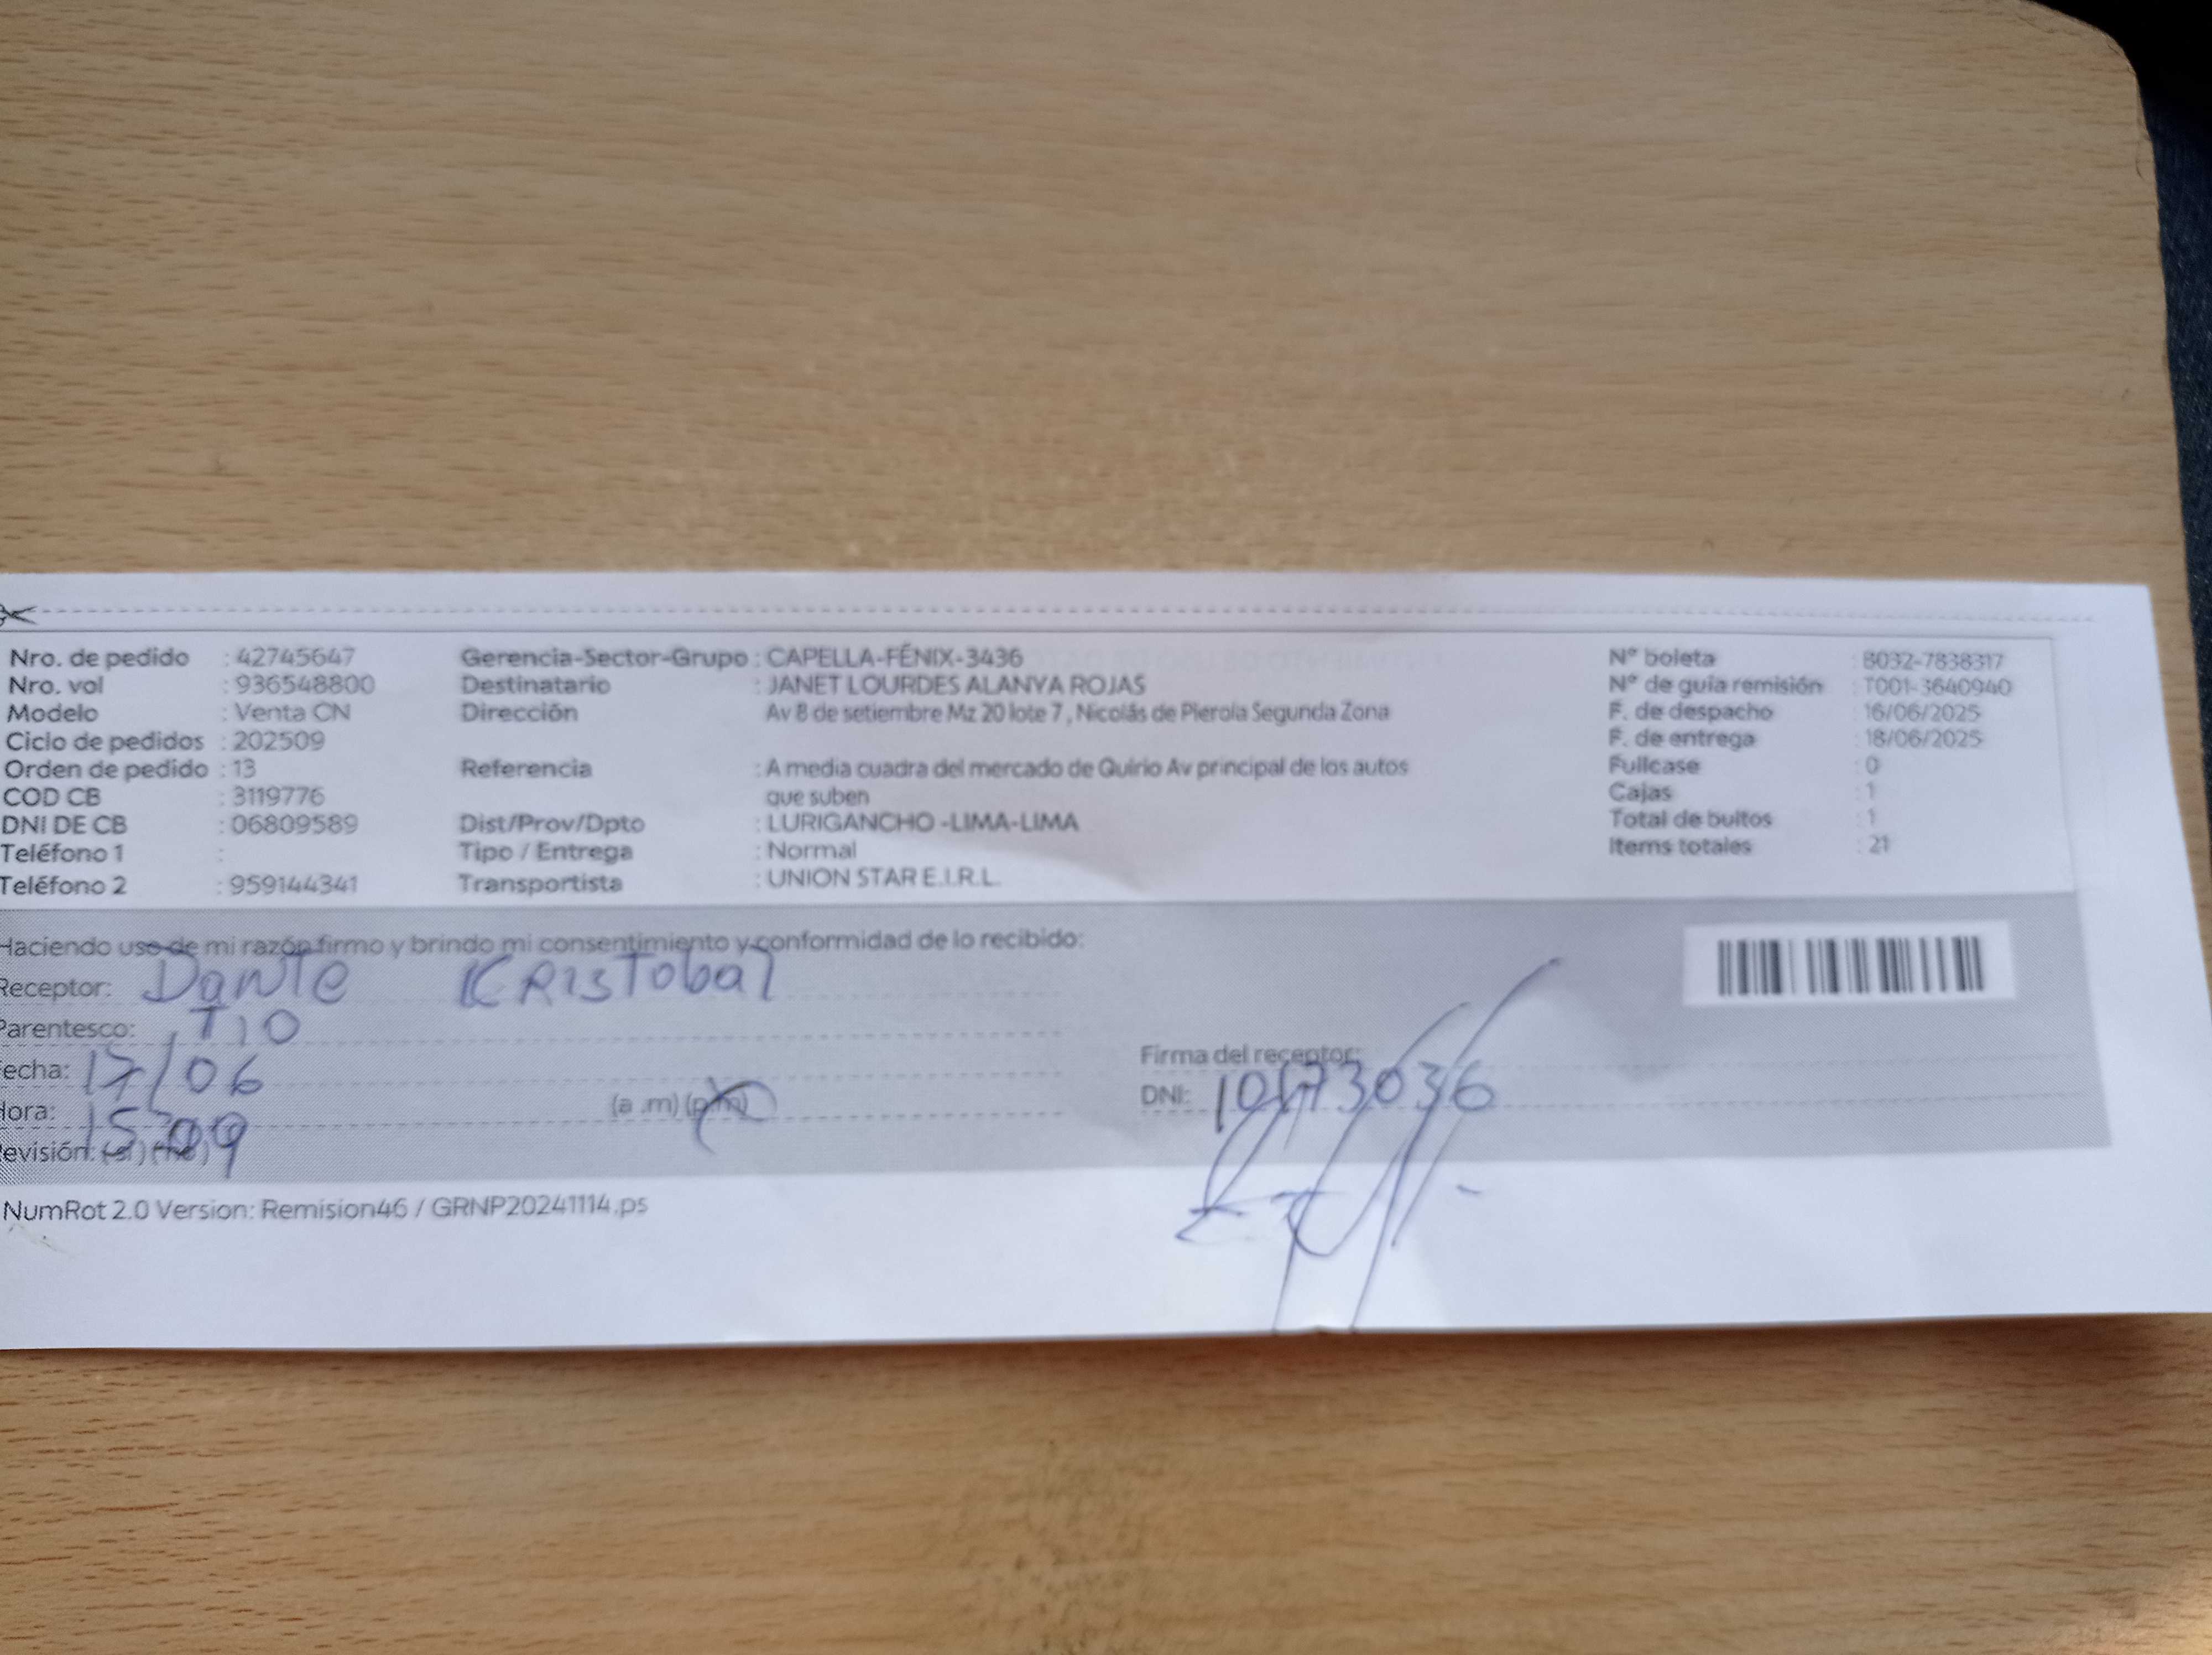 Nro. de pedido : 42745647 Gerencia-Sector-Grupo : CAPELLA-FÉNIX-3436 N° boleta : B032-7838317
Nro. vol : 936548800 Destinatario : JANET LOURDES ALANYA ROJAS N° de guía remisión : T001-3640940
Modelo : Venta CN Dirección Av 8 de setiembre Mz 20 lote 7 , Nicolás de Pierola Segunda Zona F. de despacho : 16/06/2025
Ciclo de pedidos : 202509 F. de entrega : 18/06/2025
Orden de pedido : 13 Referencia : A media cuadra del mercado de Quirio Av principal de los autos Fullcase : 0
COD CB : 3119776 que suben Cajas : 1
DNI DE CB : 06809589 Dist/Prov/Dpto : LURIGANCHO -LIMA-LIMA Total de bultos : 1
Teléfono 1 : Tipo / Entrega : Normal Items totales : 21
Teléfono 2 : 959144341 Transportista : UNION STAR E.I.R.L.
Haciendo uso de mi razón firmo y brindo mi consentimiento y conformidad de lo recibido:
Receptor: Dante Kristobal
Parentesco: Tio
Fecha: 17/06 Firma del receptor:
Hora: 15:09 (a .m) (p.m) DNI:
Revisión: (si) (no)
NumRot 2.0 Version: Remision46 / GRNP20241114.ps